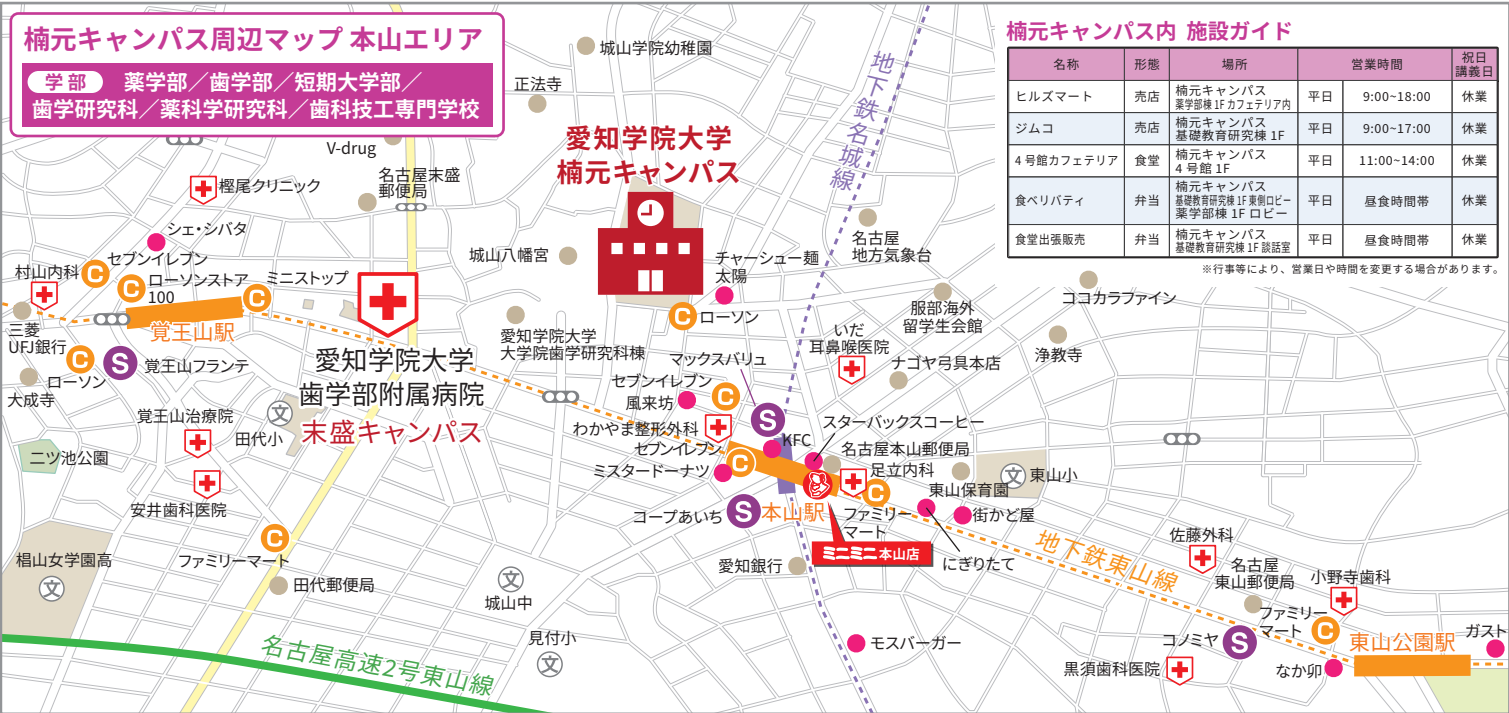 楠元キャンパス周辺マップ 本山エリア
学 部 薬学部／歯学部／短期大学部／
歯学研究科／薬科学研究科／歯科技工専門学校
楠元キャンパス内 施設ガイド
名称 形態 場所 営業時間 祝日
講義日
ヒルズマート 売店 楠元キャンパス
薬学部棟 1F カフェテリア内 平日 9:00~18:00 休業
ジムコ 売店 楠元キャンパス
基礎教育研究棟 1F 平日 9:00~17:00 休業
4 号館カフェテリア 食堂 楠元キャンパス
4 号館 1F 平日 11:00~14:00 休業
食ベリバティ 弁当 楠元キャンパス
基礎教育研究棟 1F 東側ロビー
薬学部棟 1F ロビー 平日 昼食時間帯 休業
食堂出張販売 弁当 楠元キャンパス
基礎教育研究棟 1F 談話室 平日 昼食時間帯 休業
※行事等により、営業日や時間を変更する場合があります。
城山学院幼稚園
正法寺
地下鉄名城線
愛知学院大学
楠元キャンパス
V-drug
名古屋末盛
郵便局
樫尾クリニック
シェ・シバタ
セブンイレブン
村山内科
C
C
ローソンストア
100
C
ミニストップ
城山八幡宮
チャーシュー麺
太陽
名古屋
地方気象台
ココカラファイン
服部海外
留学生会館
C
ローソン
三菱
UFJ銀行
覚王山駅
愛知学院大学
大学院歯学研究科棟
いだ
耳鼻喉医院
浄教寺
C
ローソン
S
覚王山フランテ
愛知学院大学
歯学部附属病院
末盛キャンパス
マックスバリュ
ナゴヤ弓具本店
大成寺
セブンイレブン
C
風来坊
覚王山治療院
文
田代小
わかやま整形外科
S
KFC
スターバックスコーヒー
名古屋本山郵便局
セブンイレブン
C
ミスタードーナツ
足立内科
C
二ツ池公園
東山保育園
文
東山小
安井歯科医院
コープあいち
S
本山駅
ファミリー
マート
街かど屋
にぎりたて
ミニミニ 本山店
C
ファミリーマート
椙山女学園高
文
愛知銀行
地下鉄東山線
佐藤外科
名古屋
東山郵便局
小野寺歯科
田代郵便局
文
城山中
見付小
文
モスバーガー
ファミリー
マート
C
コノミヤ
S
東山公園駅
ガスト
黒須歯科医院
なか卯
名古屋高速2号東山線